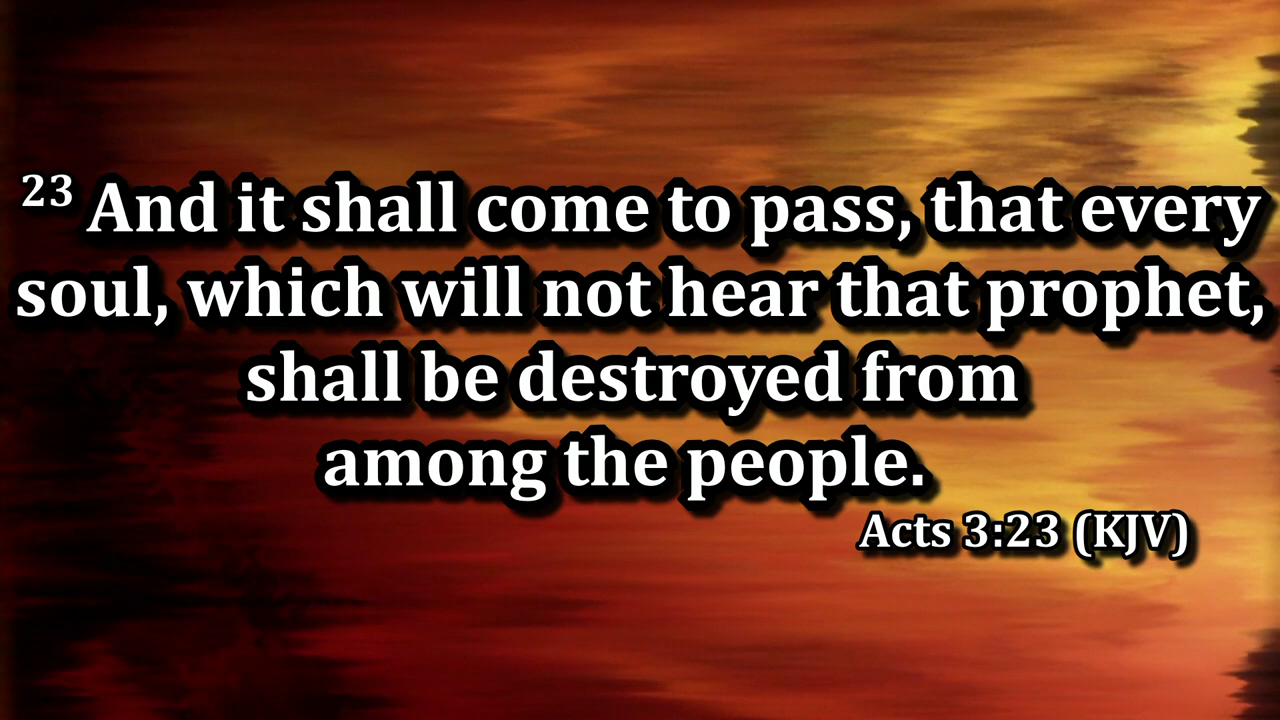 23 And it shall come to pass, that every
soul, which will not hear that prophet,
shall be destroyed from
among the people.
Acts 3:23 (KJV)